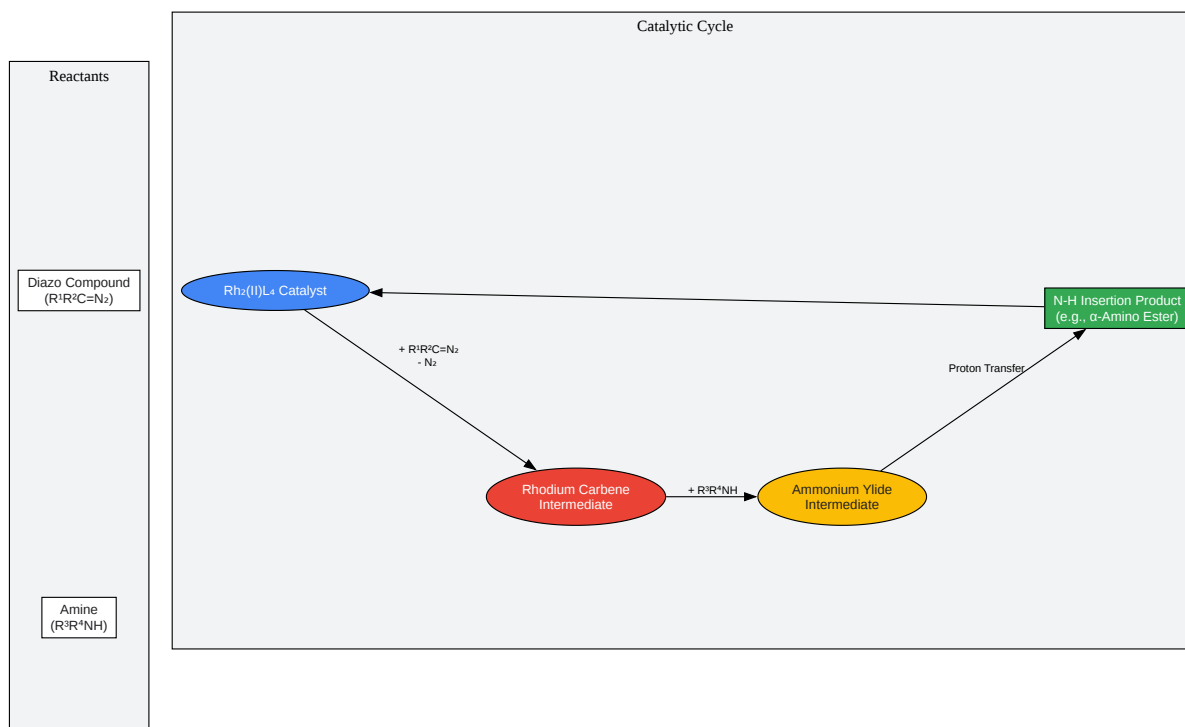 Catalytic Cycle
Reactants
Diazo Compound
(R¹R²C=N₂)
Rh₂(II)L₄ Catalyst
N-H Insertion Product
(e.g., α-Amino Ester)
+ R¹R²C=N₂
- N₂
Proton Transfer
Rhodium Carbene
Intermediate
+ R³R⁴NH
Ammonium Ylide
Intermediate
Amine
(R³R⁴NH)